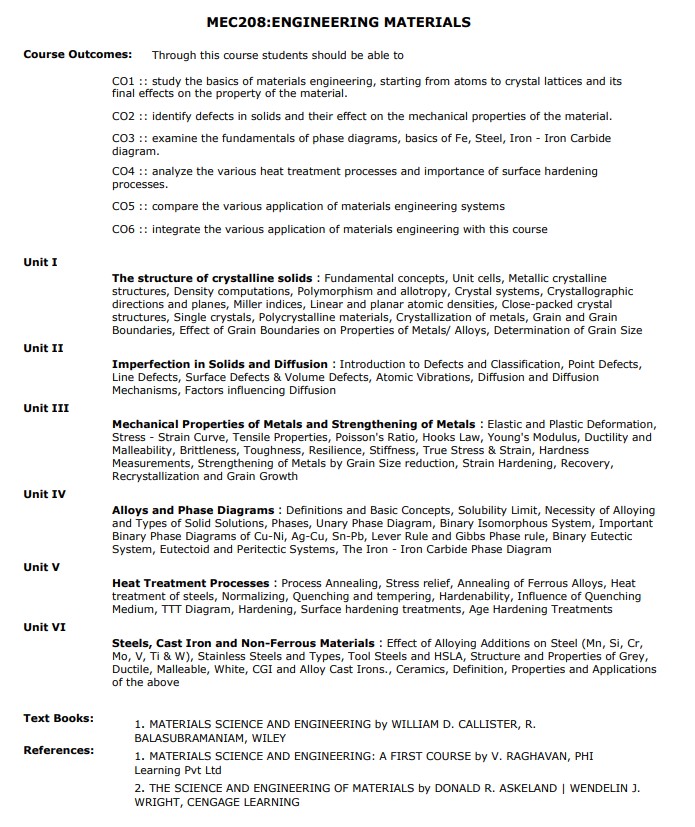 MEC208:ENGINEERING MATERIALS
Course Outcomes: Through this course students should be able to
CO1 :: study the basics of materials engineering, starting from atoms to crystal lattices and its
final effects on the property of the material.
CO2 :: identify defects in solids and their effect on the mechanical properties of the material.
CO3 :: examine the fundamentals of phase diagrams, basics of Fe, Steel, Iron - Iron Carbide
diagram.
CO4 :: analyze the various heat treatment processes and importance of surface hardening
processes.
CO5 :: compare the various application of materials engineering systems
CO6 :: integrate the various application of materials engineering with this course
Unit I
The structure of crystalline solids : Fundamental concepts, Unit cells, Metallic crystalline
structures, Density computations, Polymorphism and allotropy, Crystal systems, Crystallographic
directions and planes, Miller indices, Linear and planar atomic densities, Close-packed crystal
structures, Single crystals, Polycrystalline materials, Crystallization of metals, Grain and Grain
Boundaries, Effect of Grain Boundaries on Properties of Metals/ Alloys, Determination of Grain Size
Unit II
Imperfection in Solids and Diffusion : Introduction to Defects and Classification, Point Defects,
Line Defects, Surface Defects & Volume Defects, Atomic Vibrations, Diffusion and Diffusion
Mechanisms, Factors influencing Diffusion
Unit III
Mechanical Properties of Metals and Strengthening of Metals : Elastic and Plastic Deformation,
Stress - Strain Curve, Tensile Properties, Poisson's Ratio, Hooks Law, Young's Modulus, Ductility and
Malleability, Brittleness, Toughness, Resilience, Stiffness, True Stress & Strain, Hardness
Measurements, Strengthening of Metals by Grain Size reduction, Strain Hardening, Recovery,
Recrystallization and Grain Growth
Unit IV
Alloys and Phase Diagrams : Definitions and Basic Concepts, Solubility Limit, Necessity of Alloying
and Types of Solid Solutions, Phases, Unary Phase Diagram, Binary Isomorphous System, Important
Binary Phase Diagrams of Cu-Ni, Ag-Cu, Sn-Pb, Lever Rule and Gibbs Phase rule, Binary Eutectic
System, Eutectoid and Peritectic Systems, The Iron - Iron Carbide Phase Diagram
Unit V
Heat Treatment Processes : Process Annealing, Stress relief, Annealing of Ferrous Alloys, Heat
treatment of steels, Normalizing, Quenching and tempering, Hardenability, Influence of Quenching
Medium, TTT Diagram, Hardening, Surface hardening treatments, Age Hardening Treatments
Unit VI
Steels, Cast Iron and Non-Ferrous Materials : Effect of Alloying Additions on Steel (Mn, Si, Cr,
Mo, V, Ti & W), Stainless Steels and Types, Tool Steels and HSLA, Structure and Properties of Grey,
Ductile, Malleable, White, CGI and Alloy Cast Irons., Ceramics, Definition, Properties and Applications
of the above
Text Books:
1. MATERIALS SCIENCE AND ENGINEERING by WILLIAM D. CALLISTER, R.
BALASUBRAMANIAM, WILEY
References:
1. MATERIALS SCIENCE AND ENGINEERING: A FIRST COURSE by V. RAGHAVAN, PHI
Learning Pvt Ltd
2. THE SCIENCE AND ENGINEERING OF MATERIALS by DONALD R. ASKELAND | WENDELIN J.
WRIGHT, CENGAGE LEARNING